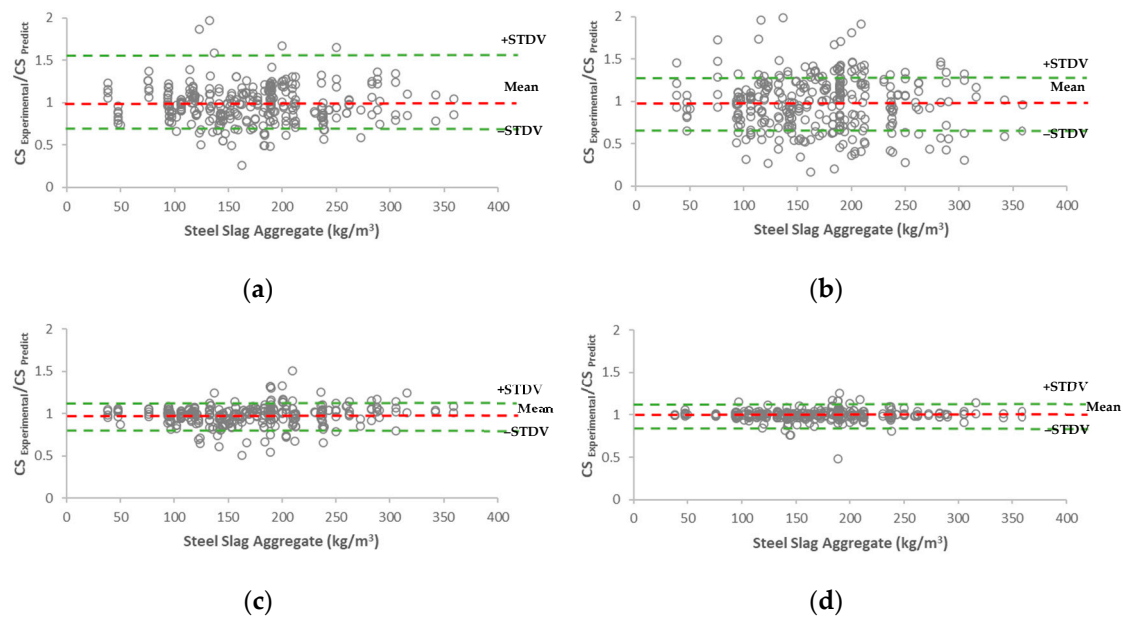 2
1.5
1
0.5
0
CS Experimental/CS Predict
+STDV
Mean
−STDV
0 50 100 150 200 250 300 350 400
Steel Slag Aggregate (kg/m³)
(a)
2
1.5
1
0.5
0
CS Experimental/CS Predict
+STDV
Mean
−STDV
0 50 100 150 200 250 300 350 400
Steel Slag Aggregate (kg/m³)
(b)
2
1.5
1
0.5
0
CS Experimental/CS Predict
+STDV
Mean
−STDV
0 50 100 150 200 250 300 350 400
Steel Slag Aggregate (kg/m³)
(c)
2
1.5
1
0.5
0
CS Experimental/CS Predict
+STDV
Mean
−STDV
0 50 100 150 200 250 300 350 400
Steel Slag Aggregate (kg/m³)
(d)